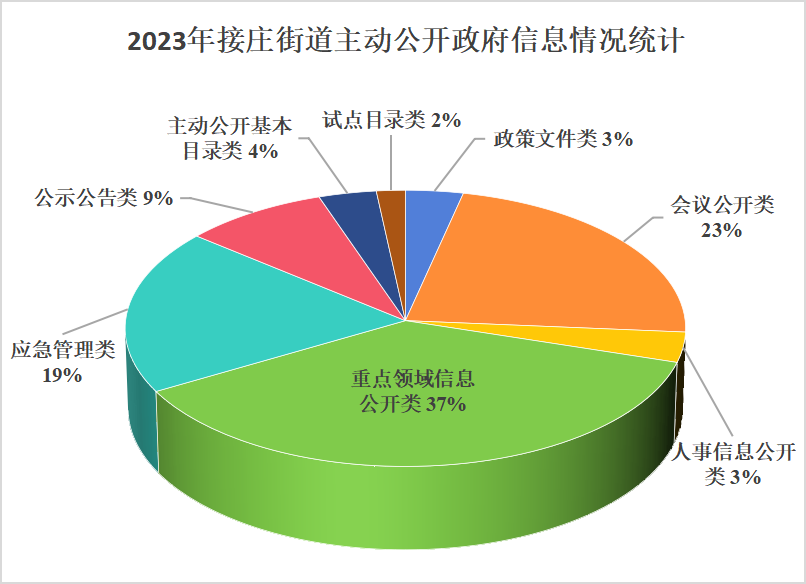 2023年接庄街道主动公开政府信息情况统计
试点目录类 2%
主动公开基本
目录类 4%
政策文件类 3%
公示公告类 9%
会议公开类
23%
应急管理类
19%
重点领域信息
公开类 37%
人事信息公开
类 3%